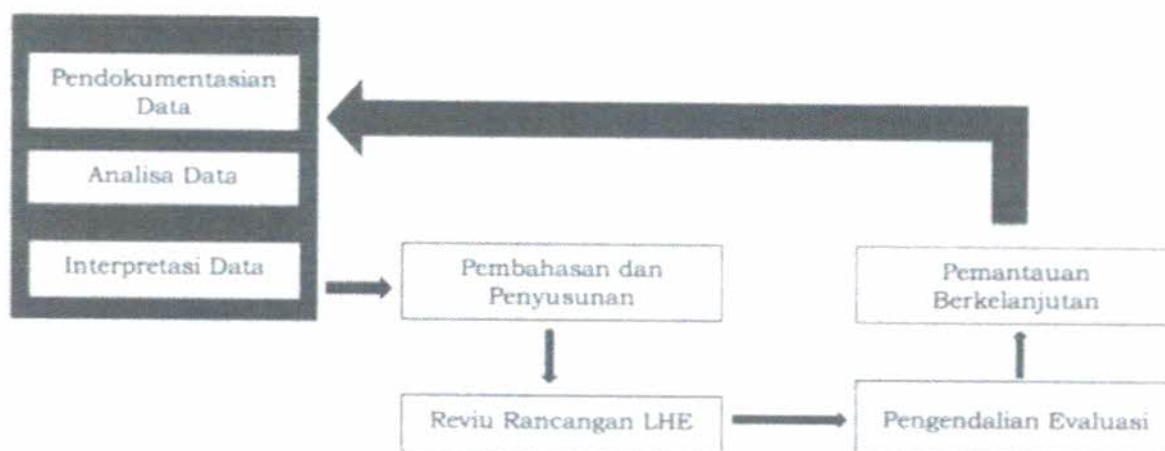 Pendokumentasian
Data
Analisa Data
Interpretasi Data
Pembahasan dan
Penyusunan
Reviu Rancangan LHE
Pengendalian Evaluasi
Pemantauan
Berkelanjutan